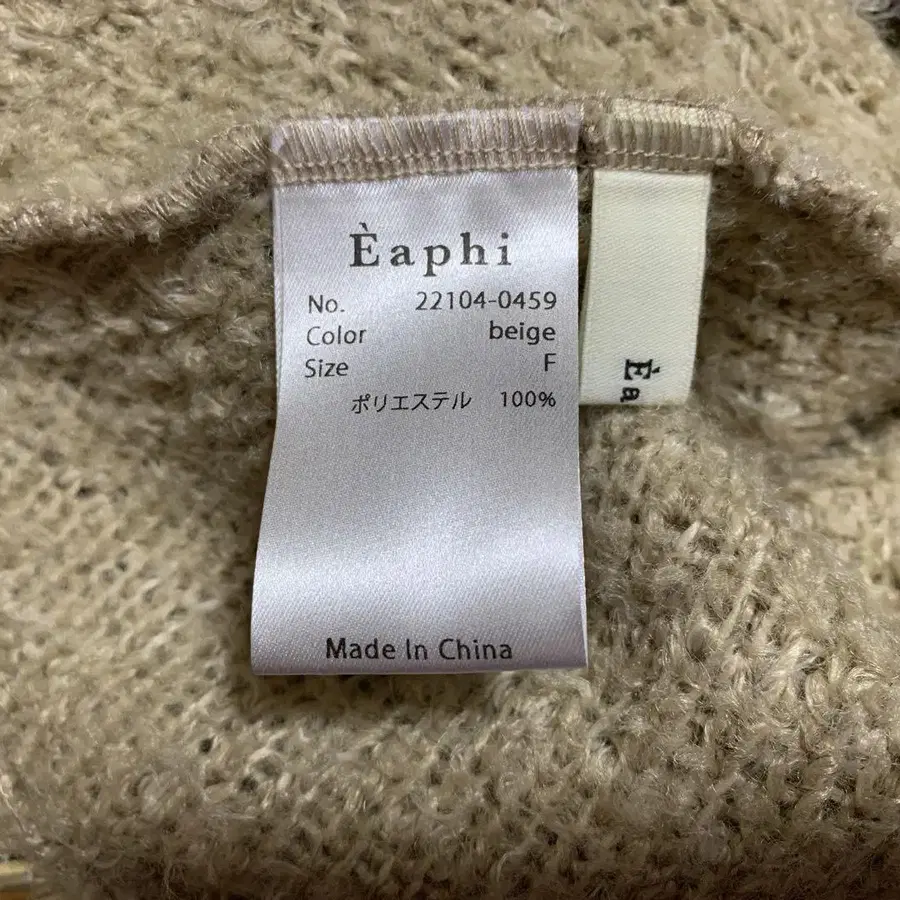 Èaphi
No. 22104-0459
Color beige
Size F
ポリエステル 100%
Made In China
Èa